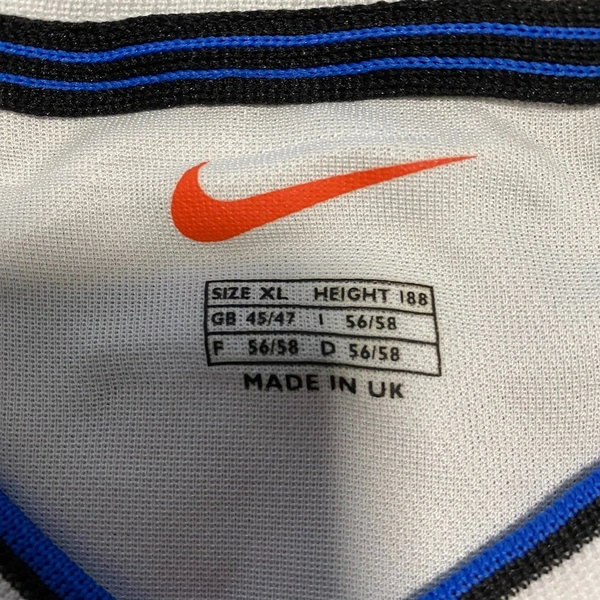 SIZE XL HEIGHT 188
GB 45/47 I 56/58
F 56/58 D 56/58
MADE IN UK